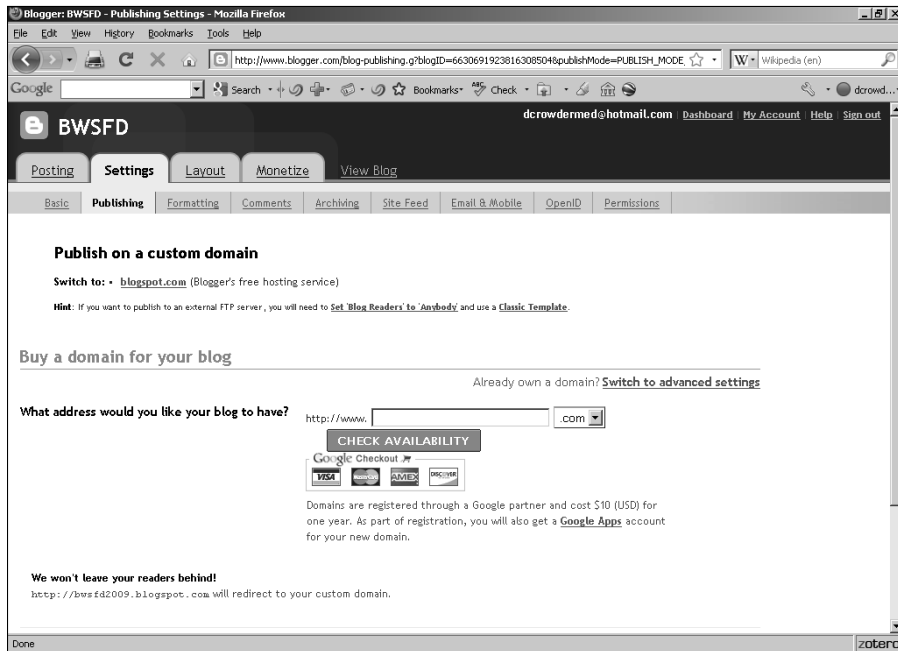 Blogger: BWSFD - Publishing Settings - Mozilla Firefox
File Edit View History Bookmarks Tools Help
http://www.blogger.com/blog-publishing.g?blogID=6630691923816308504&publishMode=PUBLISH_MODE_ W Wikipedia (en)
Google Search Bookmarks ABC Check dcrowd...
dcrowdermed@hotmail.com | Dashboard | My Account | Help | Sign out
BWSFD
Posting Settings Layout Monetize View Blog
Basic Publishing Formatting Comments Archiving Site Feed Email & Mobile OpenID Permissions
Publish on a custom domain
Switch to: • blogspot.com (Blogger's free hosting service)
Hint: If you want to publish to an external FTP server, you will need to Set 'Blog Readers' to 'Anybody' and use a Classic Template.
Buy a domain for your blog
Already own a domain? Switch to advanced settings
What address would you like your blog to have? http://www. .com
CHECK AVAILABILITY
Google Checkout
VISA MasterCard AMEX DISCOVER
Domains are registered through a Google partner and cost $10 (USD) for
one year. As part of registration, you will also get a Google Apps account
for your new domain.
We won't leave your readers behind!
http://bwsfd2009.blogspot.com will redirect to your custom domain.
Done zotero